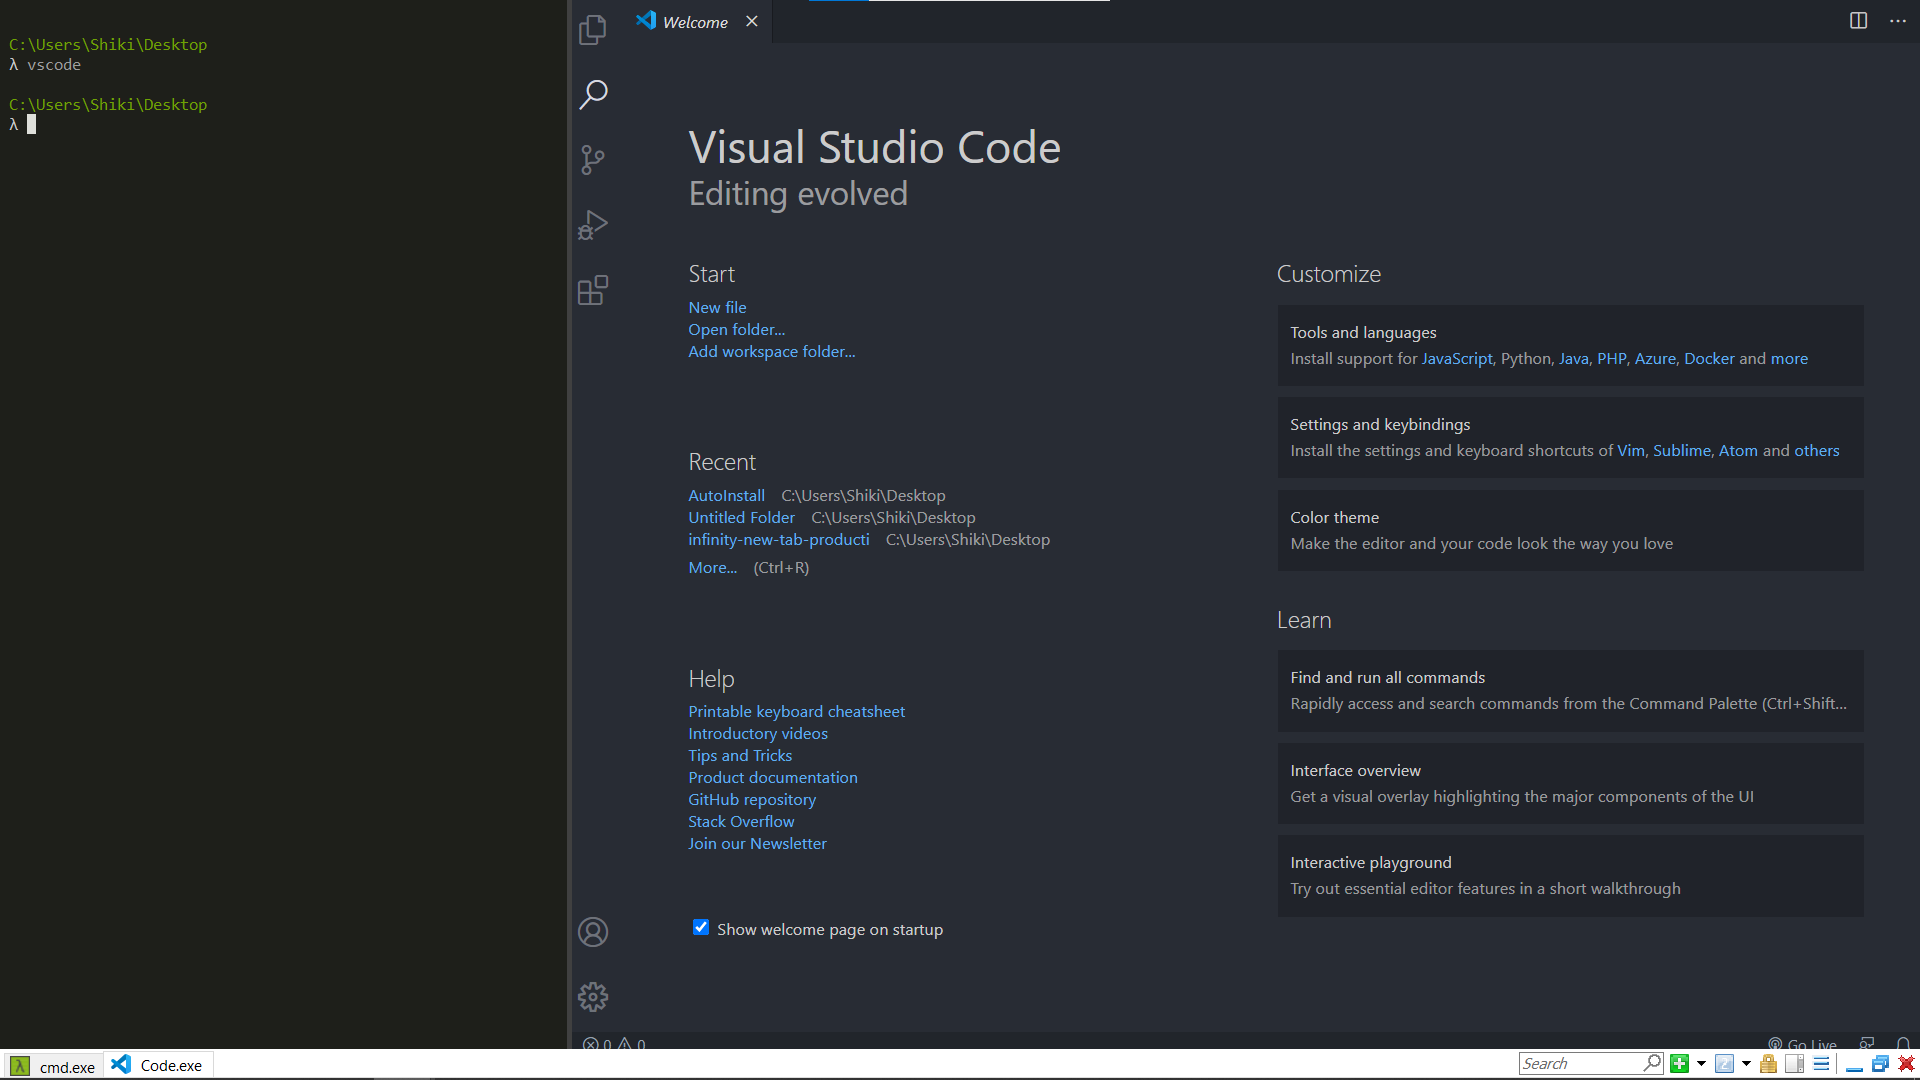 C:\Users\Shiki\Desktop
λ vscode
C:\Users\Shiki\Desktop
λ
Welcome
Visual Studio Code
Editing evolved
Start
New file
Open folder...
Add workspace folder...
Recent
AutoInstall C:\Users\Shiki\Desktop
Untitled Folder C:\Users\Shiki\Desktop
infinity-new-tab-producti C:\Users\Shiki\Desktop
More... (Ctrl+R)
Help
Printable keyboard cheatsheet
Introductory videos
Tips and Tricks
Product documentation
GitHub repository
Stack Overflow
Join our Newsletter
Show welcome page on startup
Customize
Tools and languages
Install support for JavaScript, Python, Java, PHP, Azure, Docker and more
Settings and keybindings
Install the settings and keyboard shortcuts of Vim, Sublime, Atom and others
Color theme
Make the editor and your code look the way you love
Learn
Find and run all commands
Rapidly access and search commands from the Command Palette (Ctrl+Shift...
Interface overview
Get a visual overlay highlighting the major components of the UI
Interactive playground
Try out essential editor features in a short walkthrough
0 0
Go Live
λ cmd.exe
Code.exe
Search